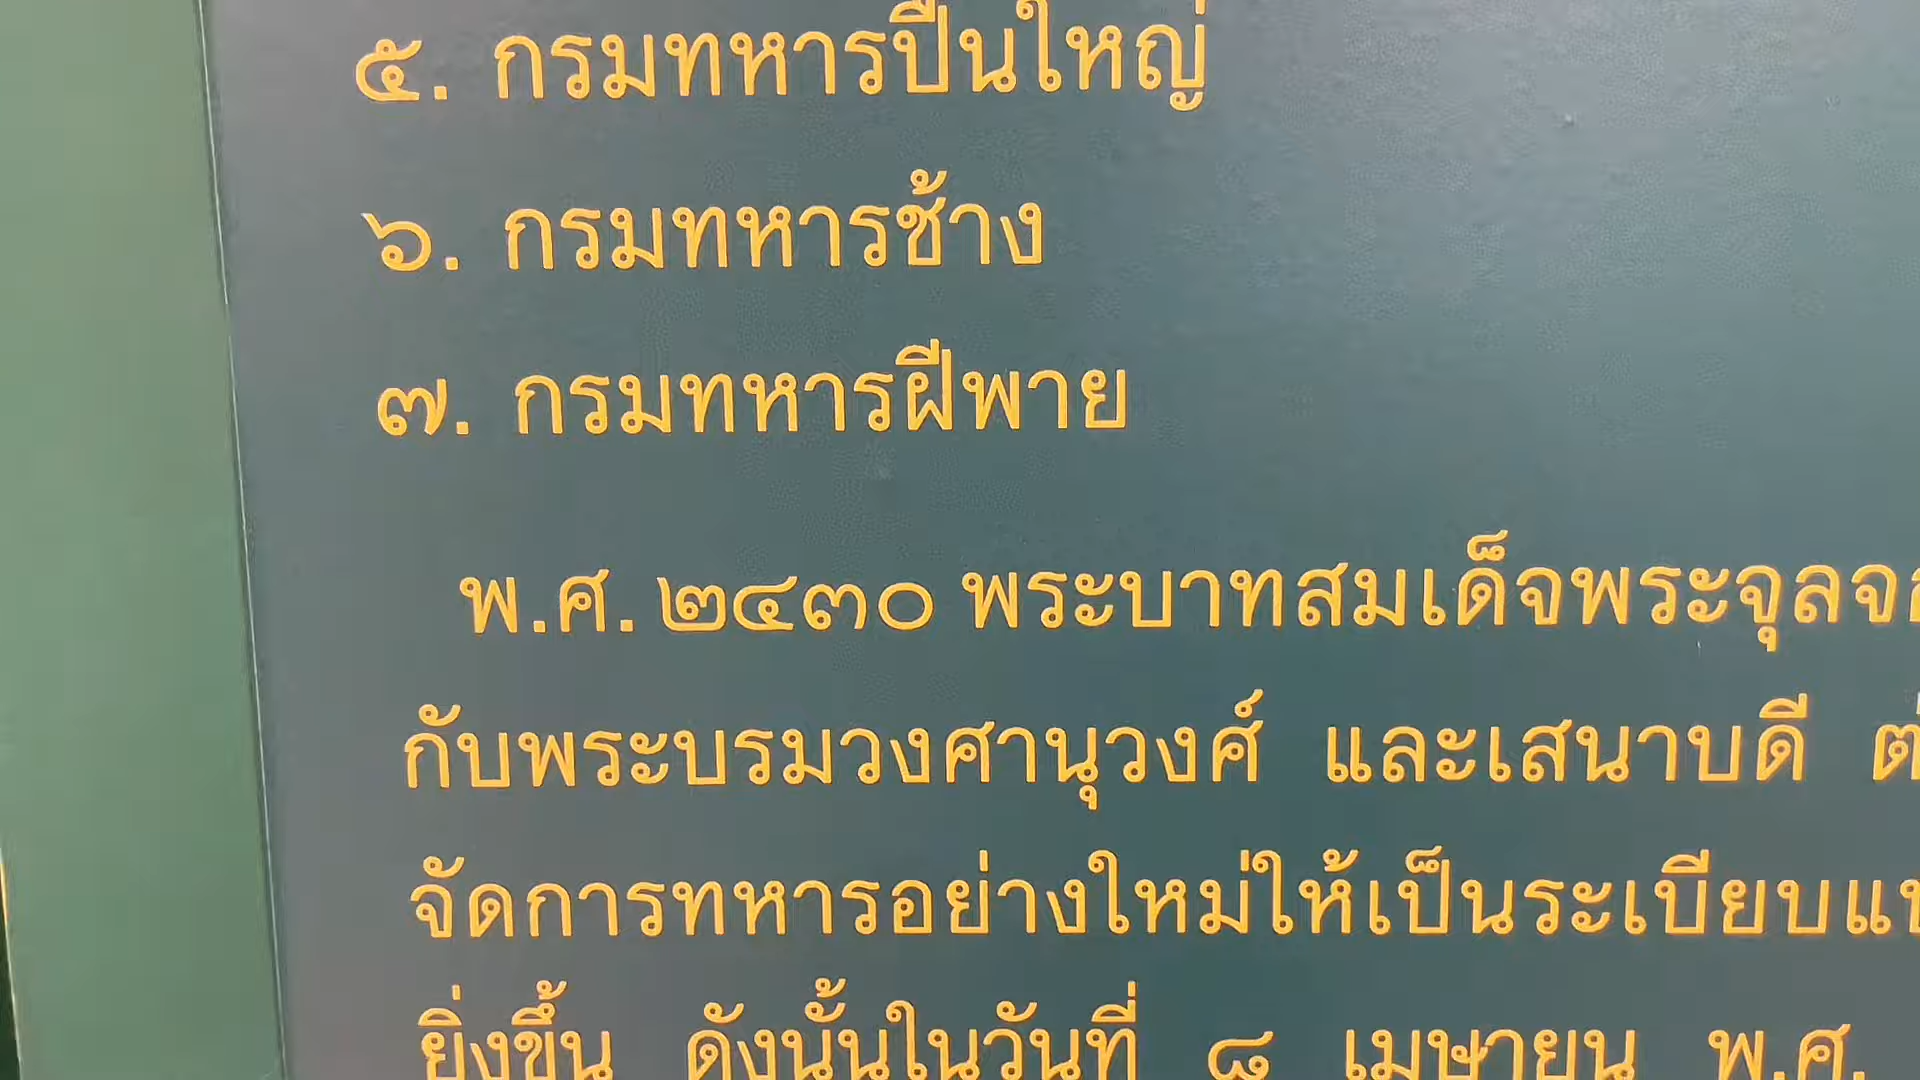 ๕. กรมทหารปืนใหญ่
๖. กรมทหารช้าง
๗. กรมทหารฝีพาย
พ.ศ. ๒๔๓๐ พระบาทสมเด็จพระจุลจอ
กับพระบรมวงศานุวงศ์ และเสนาบดี ต่
จัดการทหารอย่างใหม่ให้เป็นระเบียบแ
ยิ่งขึ้น ดังนั้นในวันที่ ๘ เมษายน พ.ศ.